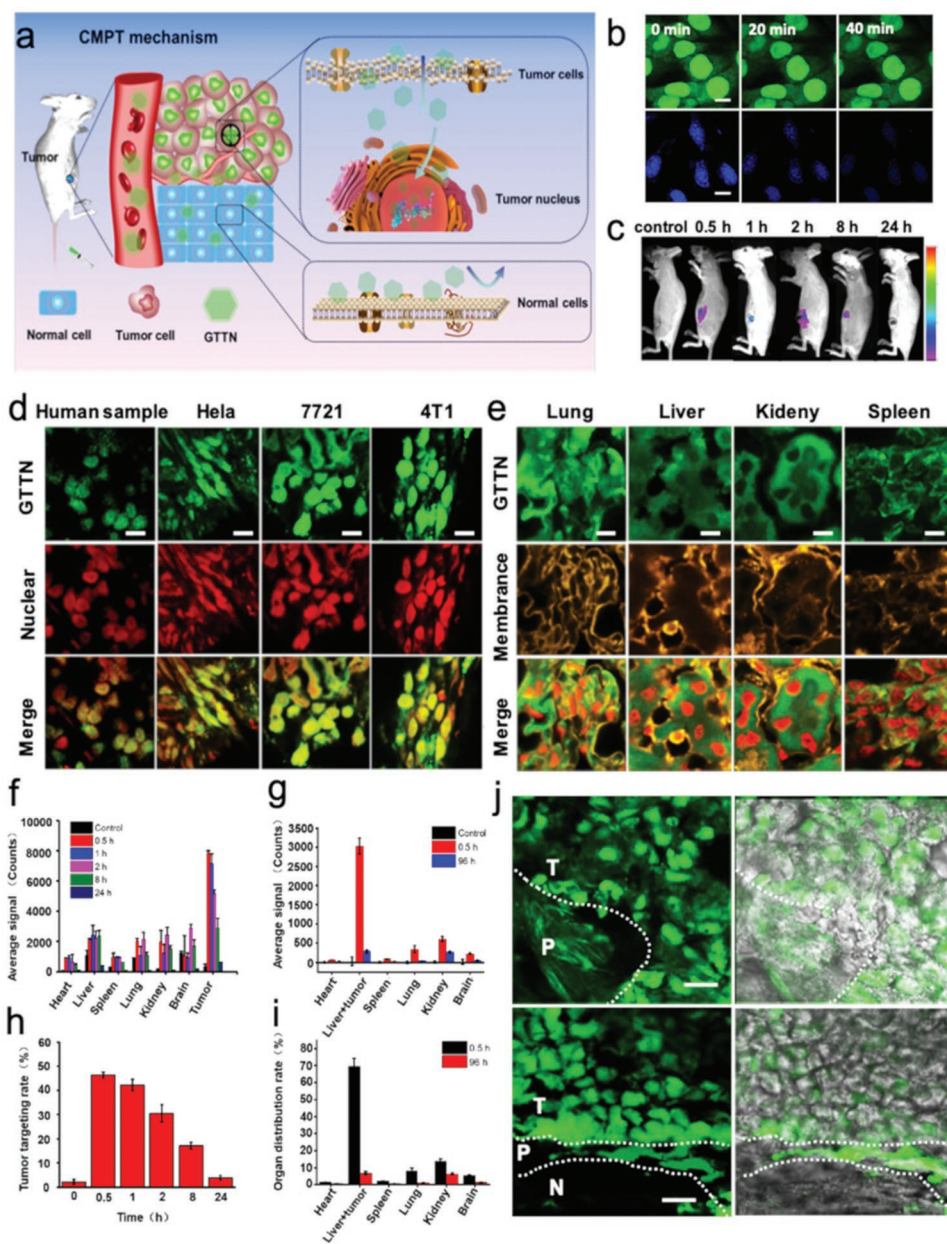 a
CMPT mechanism
Tumor
Tumor cells
Tumor nucleus
Normal cells
Normal cell
Tumor cell
GTTN
b
0 min
20 min
40 min
c
control 0.5 h 1 h 2 h 8 h 24 h
d
Human sample Hela 7721 4T1
GTTN
Nuclear
Merge
e
Lung Liver Kideny Spleen
GTTN
Membrance
Merge
f
Average signal (Counts)
10000
8000
6000
4000
2000
0
Control
0.5 h
1 h
2 h
8 h
24 h
Heart
Liver
Spleen
Lung
Kidney
Brain
Tumor
g
Average signal (Counts)
3500
3000
2500
2000
1500
1000
500
0
Control
0.5 h
96 h
Heart
Liver+tumor
Spleen
Lung
Kidney
Brain
h
Tumor targeting rate (%)
60
50
40
30
20
10
0
0 0.5 1 2 8 24
Time (h)
i
Organ distribution rate (%)
80
70
60
50
40
30
20
10
0
0.5 h
96 h
Heart
Liver+tumor
Spleen
Lung
Kidney
Brain
j
T
P
T
P
N